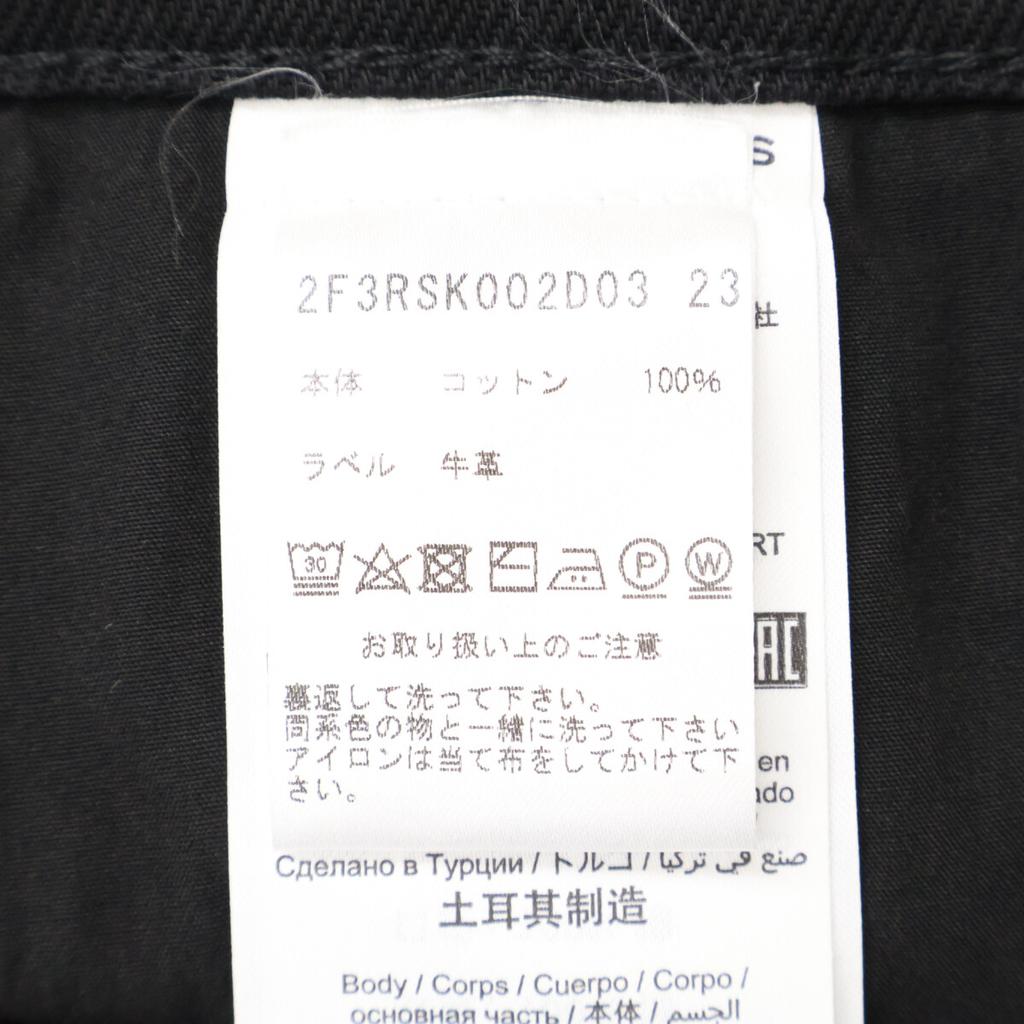 S
2F3RSK002D03 23
社
本体 コットン 100%
ラベル 牛革
RT
30 P W
お取り扱い上のご注意
EAC
裏返して洗って下さい。
同系色の物と一緒に洗って下さい
アイロンは当て布をしてかけて下
さい。
en
ado
Сделано в Турции / トルコ / صنع في تركيا
土耳其制造
Body / Corps / Cuerpo / Corpo /
основная часть / 本体 / الجسم